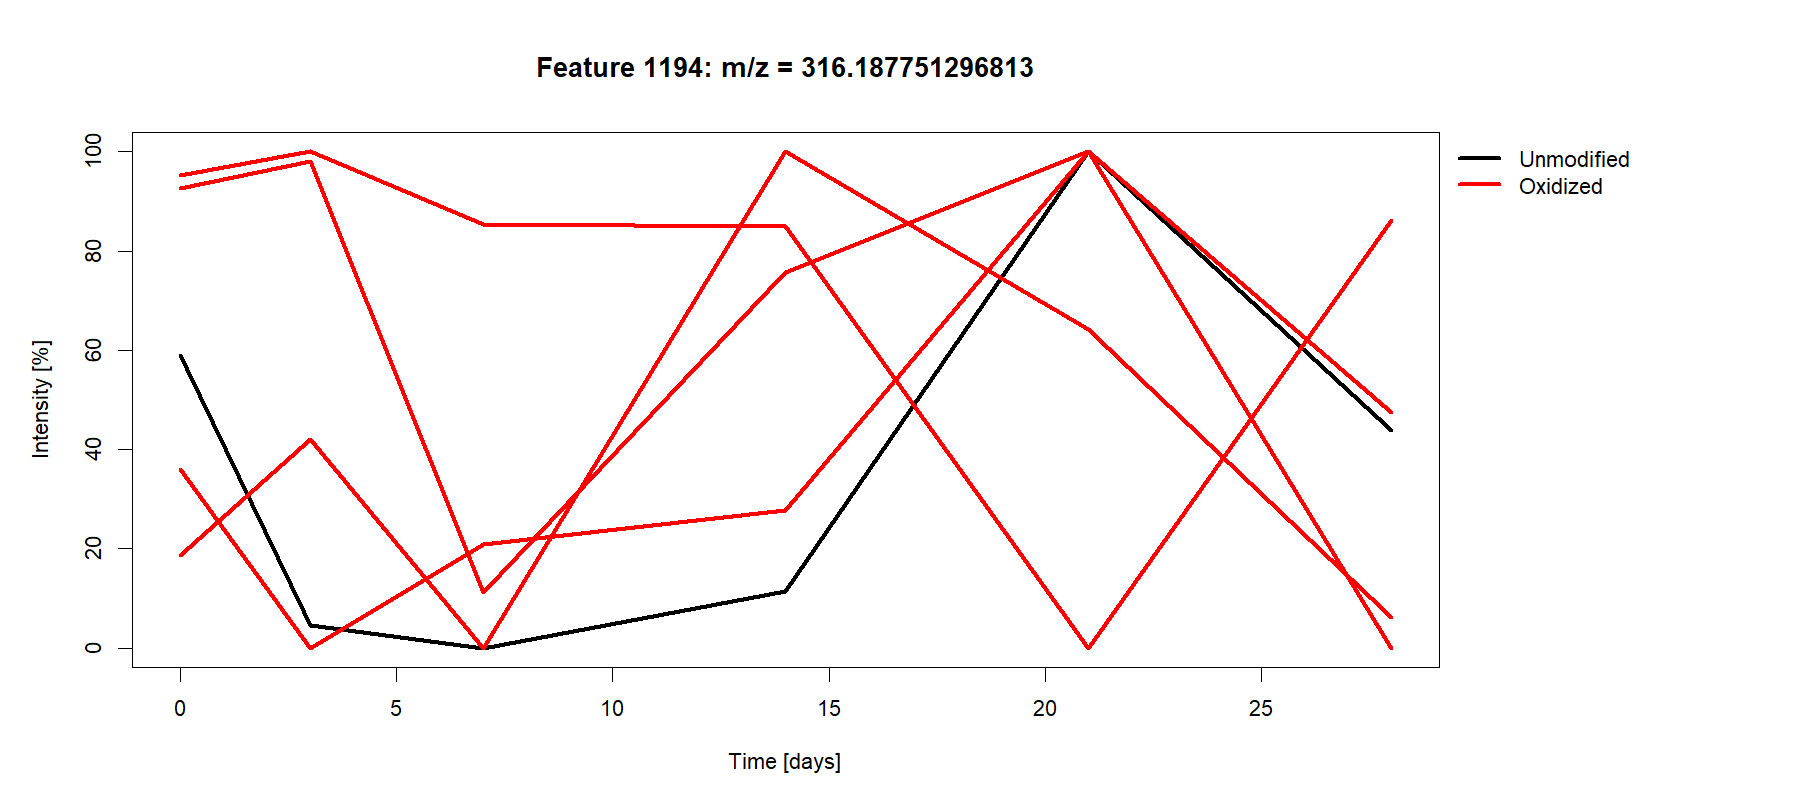 Feature 1194: m/z = 316.187751296813
Unmodified
Oxidized
Intensity [%]
100
80
60
40
20
0
0 5 10 15 20 25
Time [days]